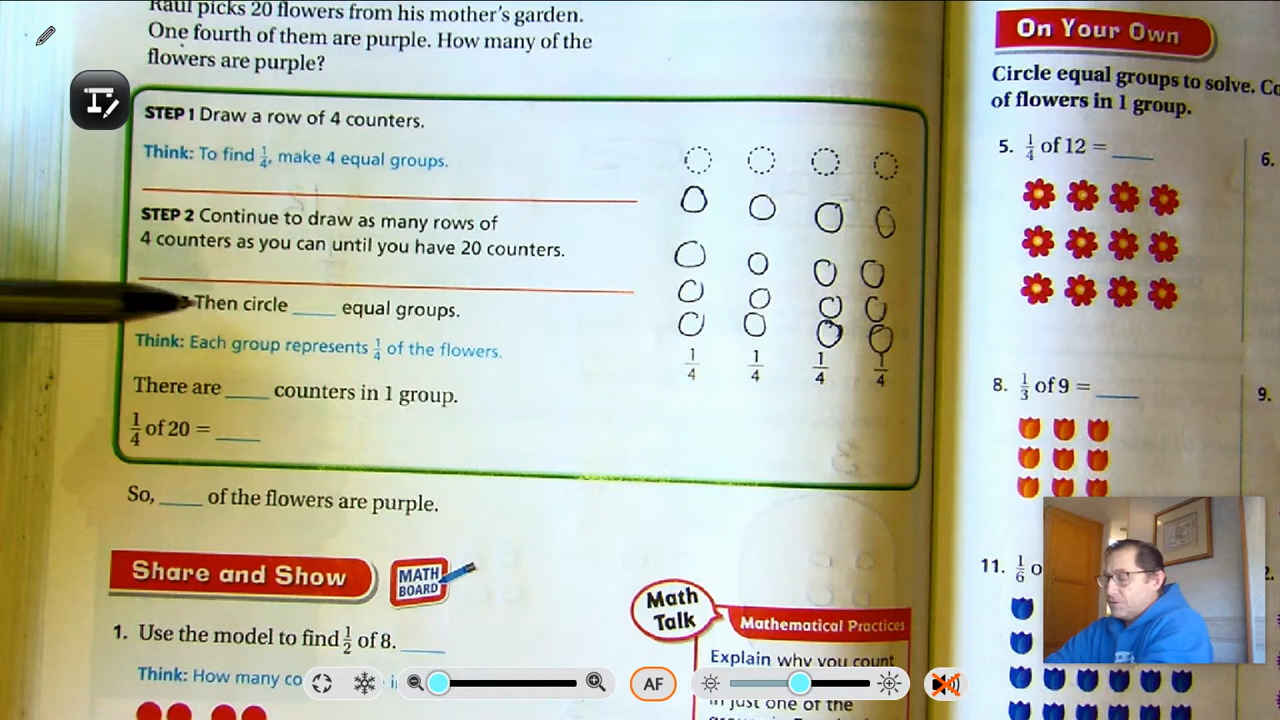 Raul picks 20 flowers from his mother's garden.
One fourth of them are purple. How many of the
flowers are purple?
STEP 1 Draw a row of 4 counters.
Think: To find 1/4, make 4 equal groups.
STEP 2 Continue to draw as many rows of
4 counters as you can until you have 20 counters.
Then circle ____ equal groups.
Think: Each group represents 1/4 of the flowers.
1/4 1/4 1/4 1/4
There are ____ counters in 1 group.
1/4 of 20 = ____
So, ____ of the flowers are purple.
Share and Show
MATH
BOARD
1. Use the model to find 1/2 of 8. ____
Think: How many co
Math
Talk
Mathematical Practices
Explain why you count
in just one of the
On Your Own
Circle equal groups to solve.
of flowers in 1 group.
5. 1/4 of 12 = ____
6.
8. 1/3 of 9 = ____
9.
11. 1/6 o
AF